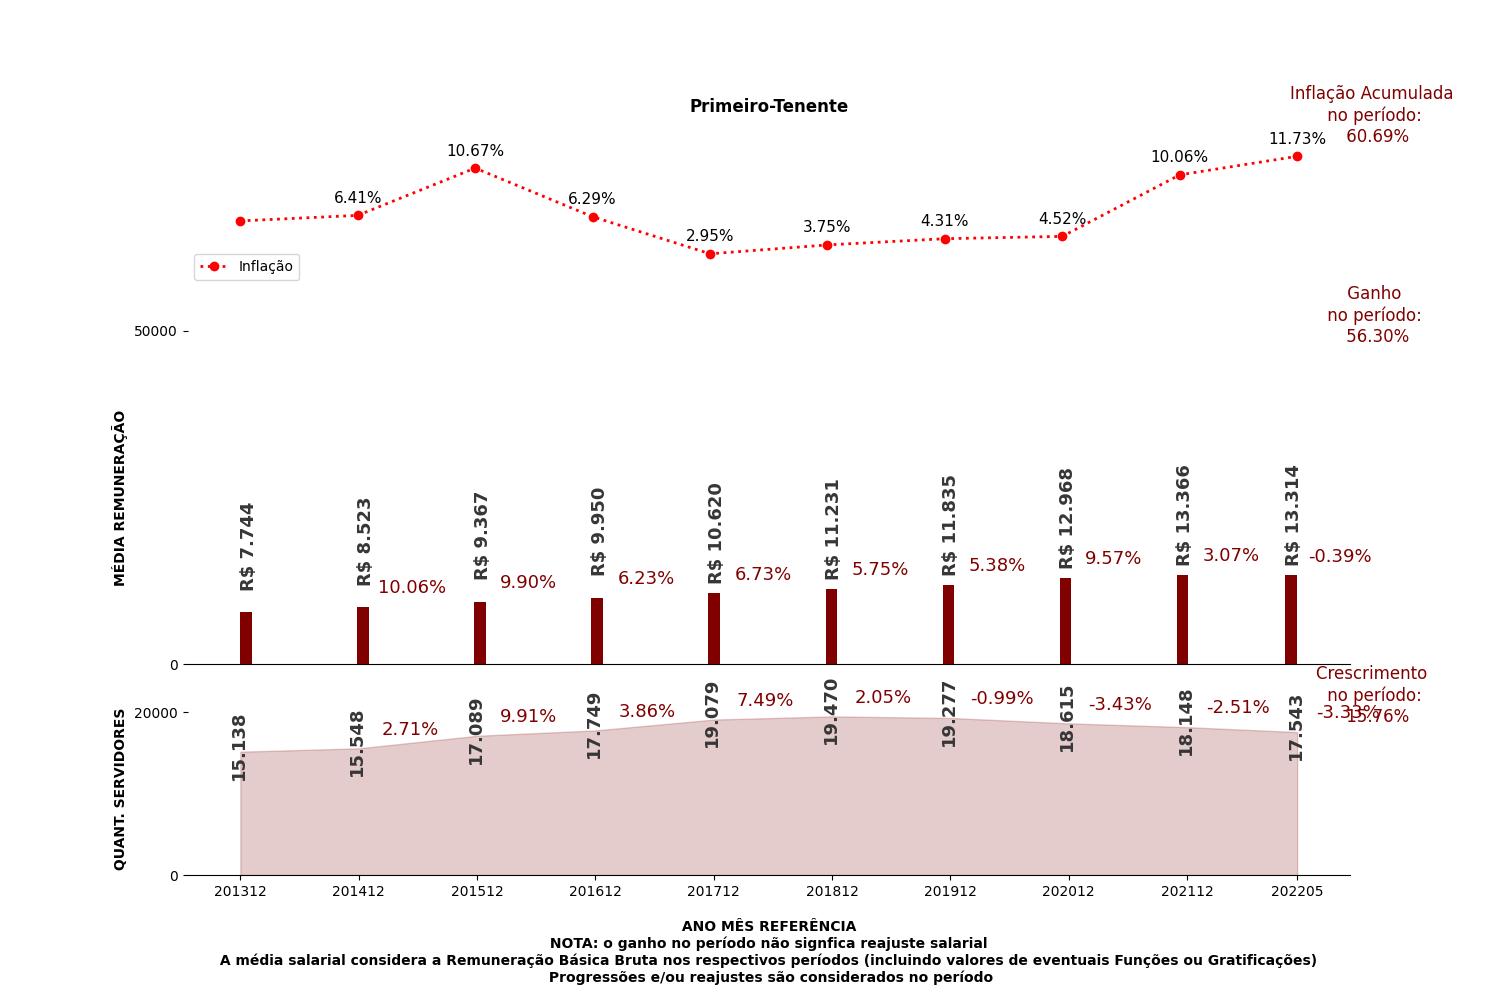 Primeiro-Tenente
Inflação Acumulada
no período:
60.69%
6.41%
10.67%
6.29%
2.95%
3.75%
4.31%
4.52%
10.06%
11.73%
Inflação
Ganho
no período:
56.30%
50000
0
MÉDIA REMUNERAÇÃO
R$ 7.744
R$ 8.523
R$ 9.367
R$ 9.950
R$ 10.620
R$ 11.231
R$ 11.835
R$ 12.968
R$ 13.366
R$ 13.314
10.06%
9.90%
6.23%
6.73%
5.75%
5.38%
9.57%
3.07%
-0.39%
Crescrimento
no período:
15.76%
20000
0
QUANT. SERVIDORES
15.138
15.548
17.089
17.749
19.079
19.470
19.277
18.615
18.148
17.543
2.71%
9.91%
3.86%
7.49%
2.05%
-0.99%
-3.43%
-2.51%
-3.33%
201312
201412
201512
201612
201712
201812
201912
202012
202112
202205
ANO MÊS REFERÊNCIA
NOTA: o ganho no período não signfica reajuste salarial
A média salarial considera a Remuneração Básica Bruta nos respectivos períodos (incluindo valores de eventuais Funções ou Gratificações)
Progressões e/ou reajustes são considerados no período